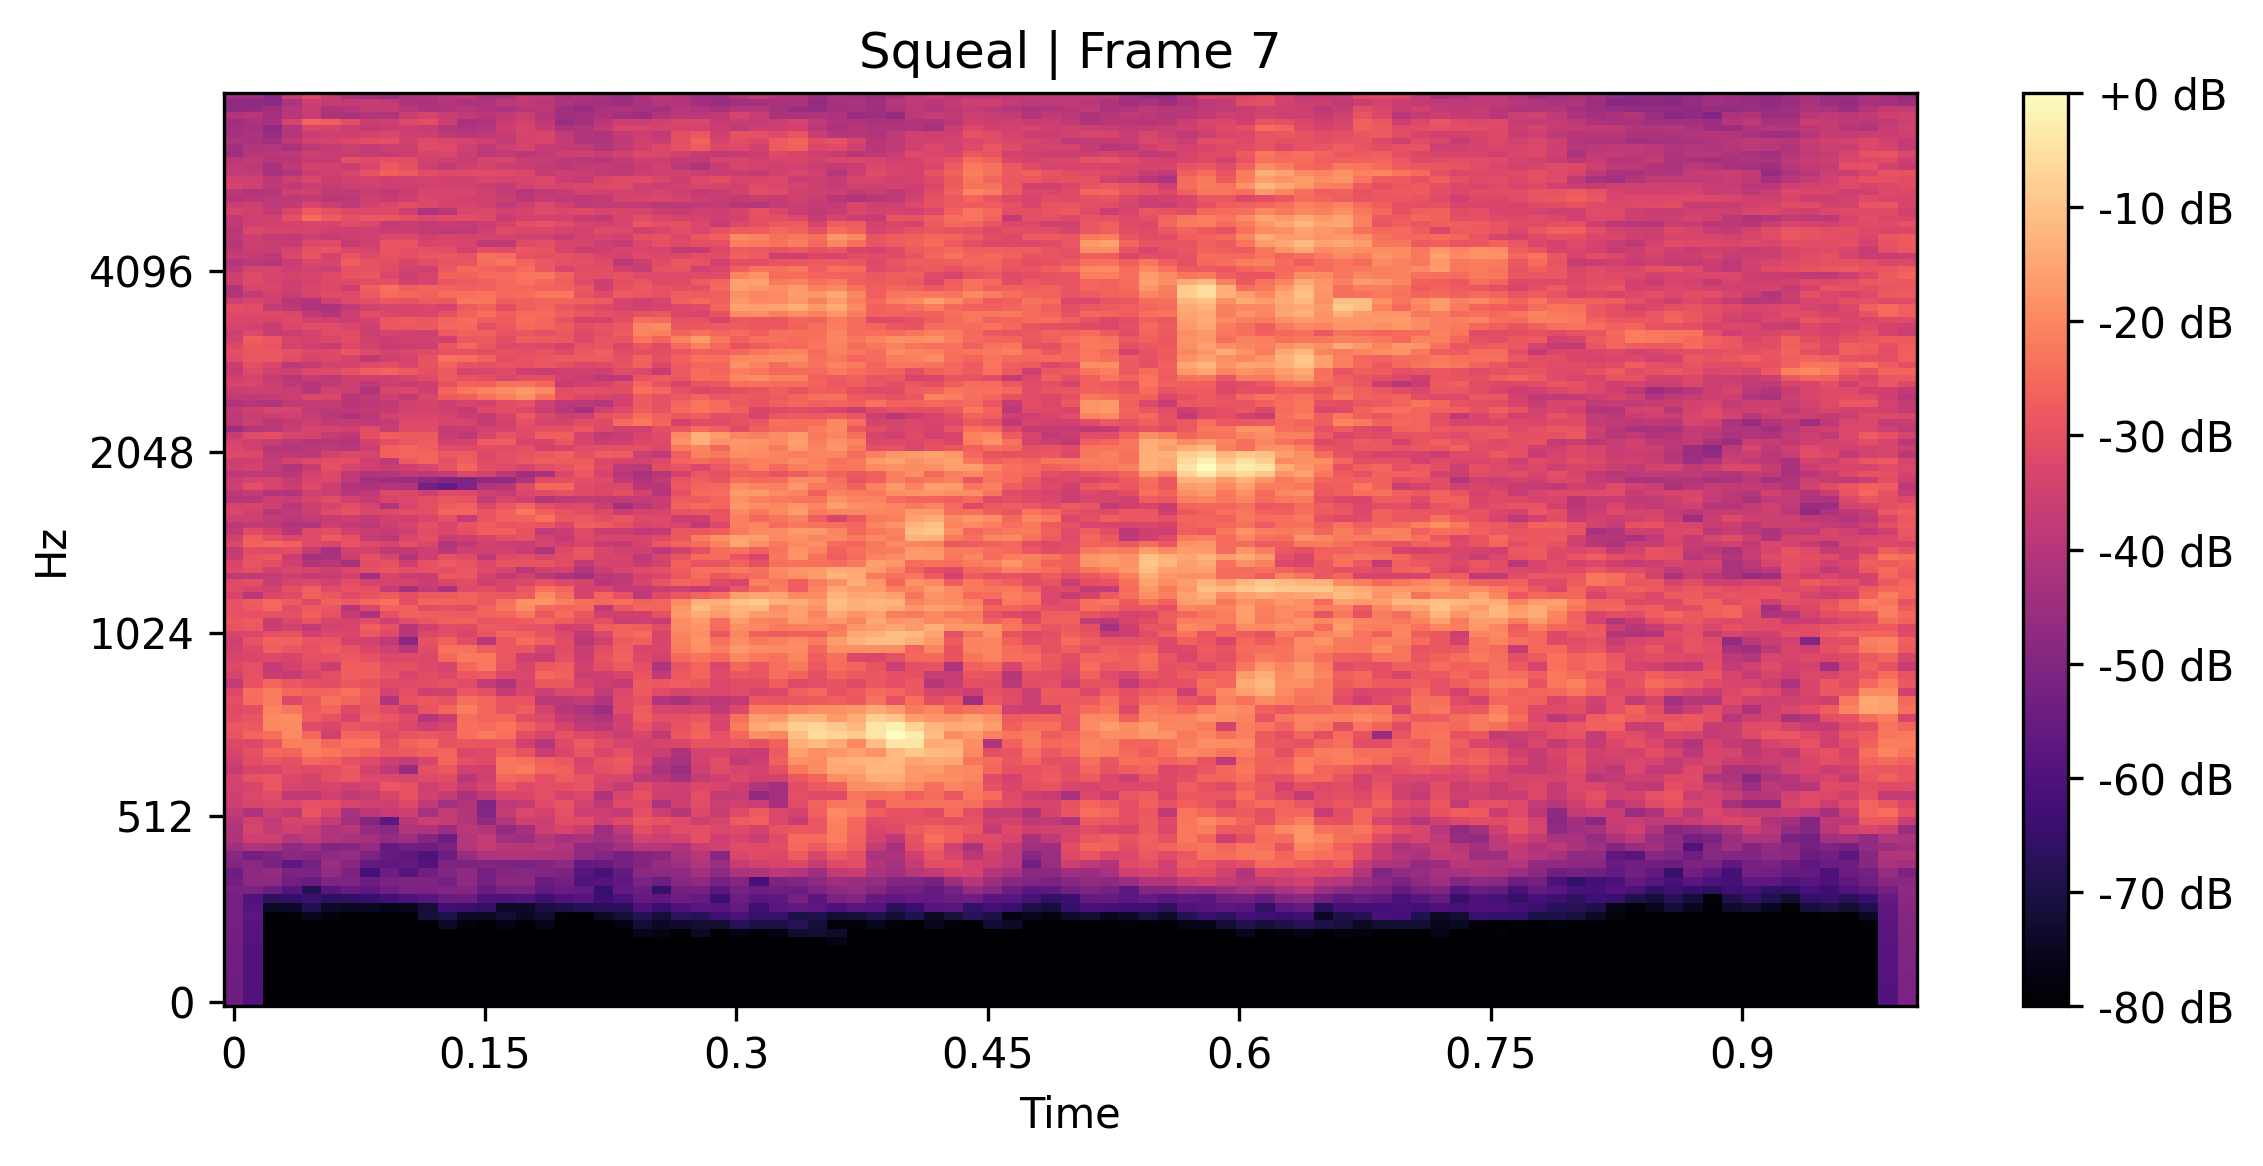 Squeal | Frame 7
Hz
4096
2048
1024
512
0
0 0.15 0.3 0.45 0.6 0.75 0.9
Time
+0 dB
-10 dB
-20 dB
-30 dB
-40 dB
-50 dB
-60 dB
-70 dB
-80 dB